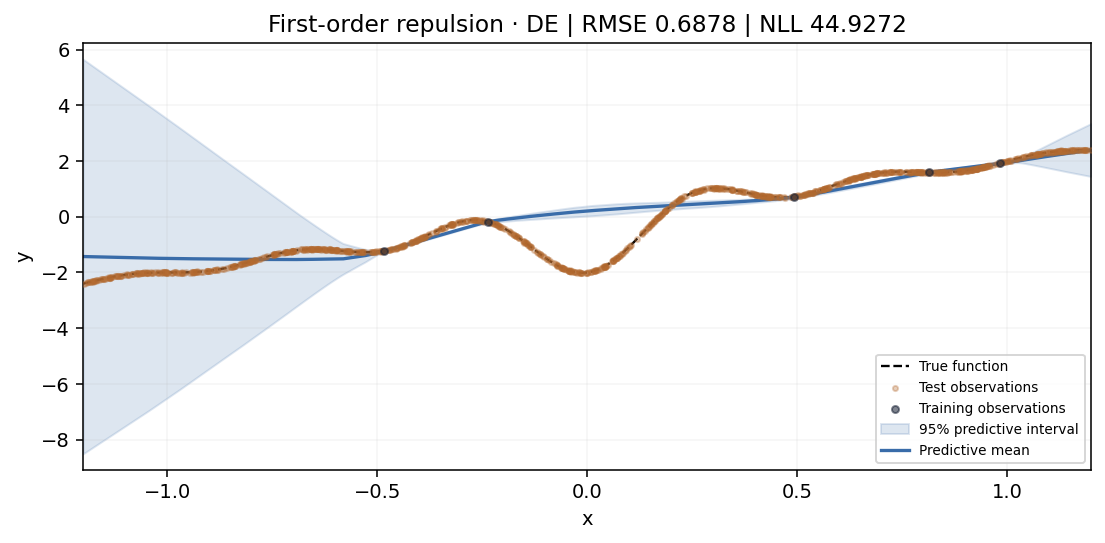 First-order repulsion · DE | RMSE 0.6878 | NLL 44.9272
6
4
2
0
−2
−4
−6
−8
y
−1.0
−0.5
0.0
0.5
1.0
x
True function
Test observations
Training observations
95% predictive interval
Predictive mean